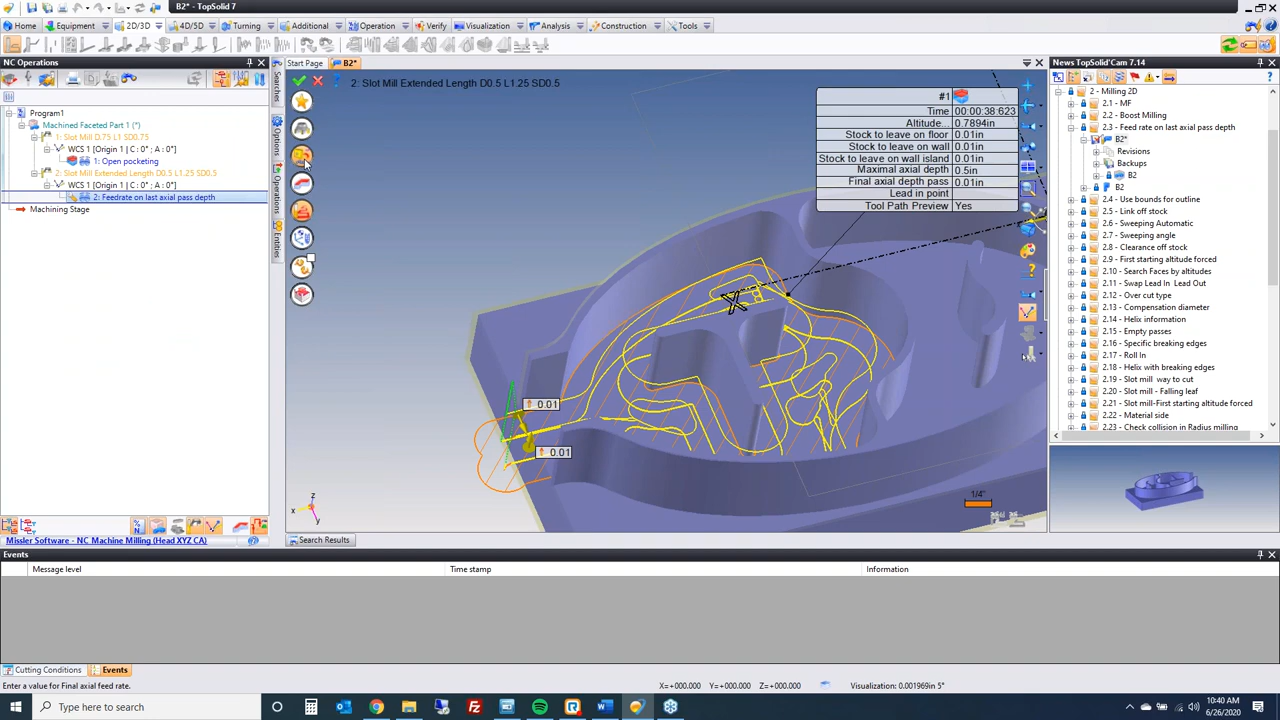 B2* - TopSolid 7
Home
Equipment
2D/3D
4D/5D
Turning
Additional
Operation
Verify
Visualization
Analysis
Construction
Tools
NC Operations
Program1
Machined Faceted Part 1 (*)
1: Slot Mill D.75 L1 SD0.75
WCS 1 [Origin 1 | C: 0° ; A : 0°]
1: Open pocketing
2: Slot Mill Extended Length D0.5 L1.25 SD0.5
WCS 1 [Origin 1 | C: 0° ; A : 0°]
2: Feedrate on last axial pass depth
Machining Stage
Missler Software - NC Machine Milling (Head XYZ CA)
Searches
Options
Operations
Entities
Start Page
B2*
2: Slot Mill Extended Length D0.5 L1.25 SD0.5
#1
Time 00:00:38:623
Altitude... 0.7894in
Stock to leave on floor 0.01in
Stock to leave on wall 0.01in
Stock to leave on wall island 0.01in
Maximal axial depth 0.5in
Final axial depth pass 0.01in
Lead in point
Tool Path Preview Yes
0.01
0.01
1/4"
z
x
y
Search Results
News TopSolid'Cam 7.14
2 - Milling 2D
2.1 - MF
2.2 - Boust Milling
2.3 - Feed rate on last axial pass depth
B2*
Revisions
Backups
B2
B2
2.4 - Use bounds for outline
2.5 - Link off stock
2.6 - Sweeping Automatic
2.7 - Sweeping angle
2.8 - Clearance off stock
2.9 - First starting altitude forced
2.10 - Search Faces by altitudes
2.11 - Swap Lead In Lead Out
2.12 - Over cut type
2.13 - Compensation diameter
2.14 - Helix information
2.15 - Empty passes
2.16 - Specific breaking edges
2.17 - Roll In
2.18 - Helix with breaking edges
2.19 - Slot mill way to cut
2.20 - Slot mill - Falling leaf
2.21 - Slot mill-First starting altitude forced
2.22 - Material side
2.23 - Check collision in Radius milling
Events
Message level
Time stamp
Information
Cutting Conditions
Events
Enter a value for Final axial feed rate.
X=+000.000 Y=+000.000 Z=+000.000
Visualization: 0.001969in 5°
Type here to search
10:40 AM
6/26/2020